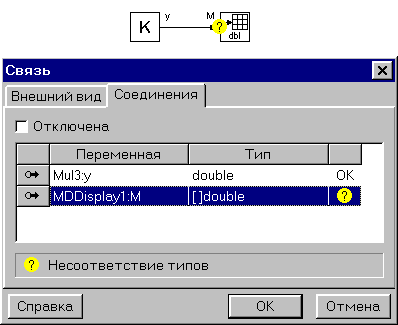 K y M ? dbl
Связь
Внешний вид Соединения
Отключена
Переменная Тип
Mul3:y double OK
MDDisplay1:M []double ?
? Несоответствие типов
Справка OK Отмена